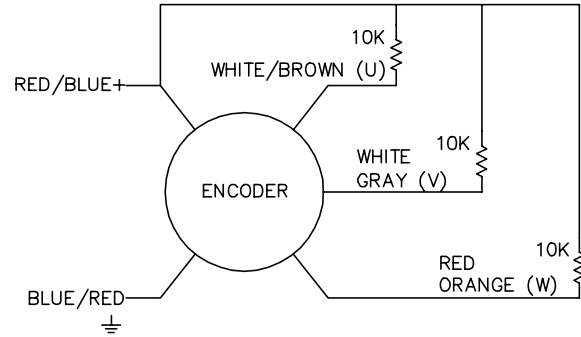 10K
WHITE/BROWN (U)
RED/BLUE+
10K
WHITE
GRAY (V)
ENCODER
10K
RED
ORANGE (W)
BLUE/RED-